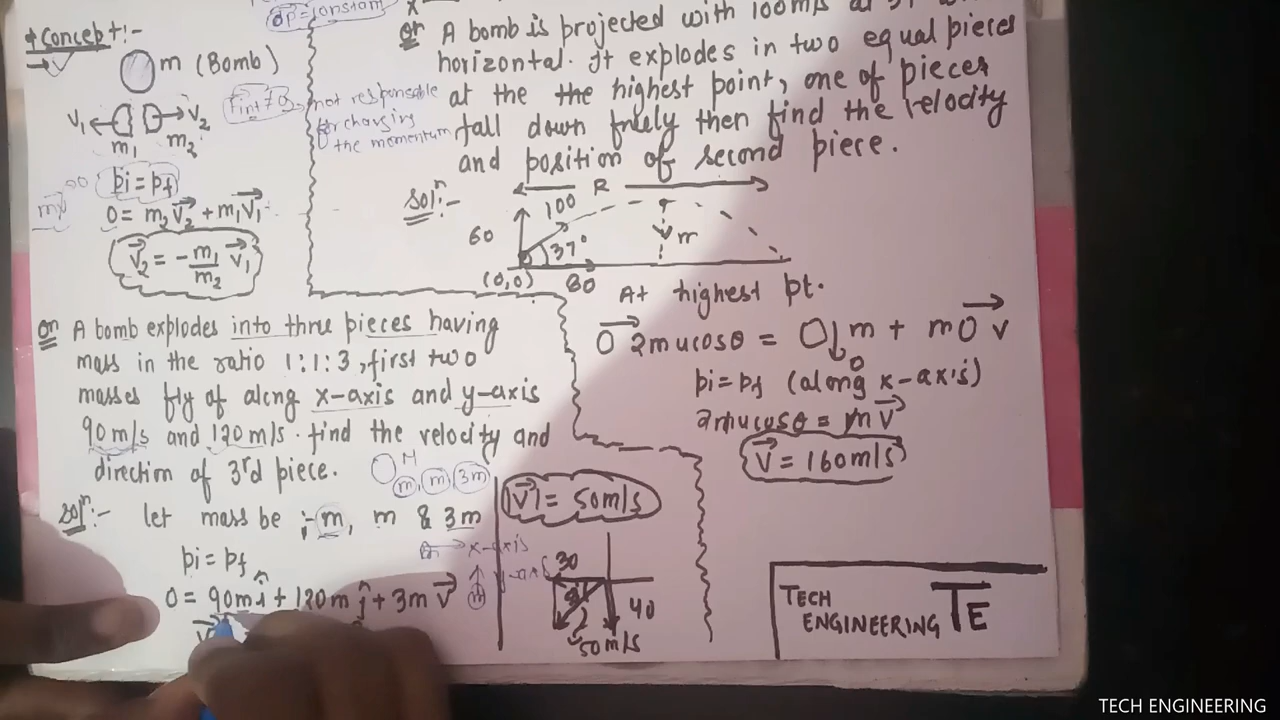 Δp = constant
* Concept:-
m (Bomb)
V₁ V₂
m₁ m₂
Fint ≠ 0 not responsible
for changing
the momentum
pi = pf
0 = m₂V₂ + m₁V₁
V₂ = - m₁/m₂ V₁
Qn A bomb explodes into three pieces having
mass in the ratio 1:1:3, first two
masses fly of along x-axis and y-axis
90m/s and 120m/s. find the velocity and
direction of 3rd piece.
M
m, m 3m
Solⁿ:- let mass be ;- m, m & 3m
pi = pf
x-axis
y-axis
m
0 = 90m î + 120m ĵ + 3m V
V
|V| = 50m/s
30
40
50m/s
Qn A bomb is projected with 100m/s at 37°
horizontal. It explodes in two equal pieces
at the the highest point, one of pieces
fall down freely then find the velocity
and position of second piece.
Solⁿ:-
R
100
60
37°
m
(0,0) 80
At highest pt.
2mucosθ = m + m v
0
pi = pf (along x-axis)
2mucosθ = mV
V = 160m/s
TECH
ENGINEERING TE
TECH ENGINEERING